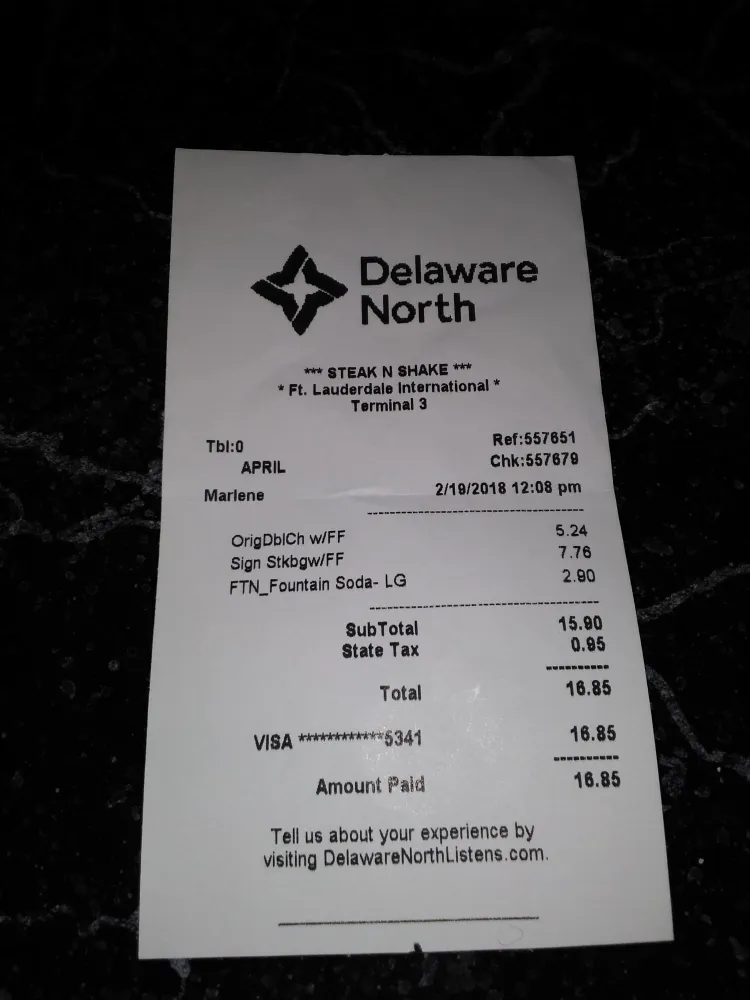 Delaware
North
*** STEAK N SHAKE ***
* Ft. Lauderdale International *
Terminal 3
Tbl:0 Ref:557651
APRIL Chk:557679
Marlene 2/19/2018 12:08 pm
OrigDblCh w/FF 5.24
Sign Stkbgw/FF 7.76
FTN_Fountain Soda- LG 2.90
SubTotal 15.90
State Tax 0.95
Total 16.85
VISA ************5341 16.85
Amount Paid 16.85
Tell us about your experience by
visiting DelawareNorthListens.com.